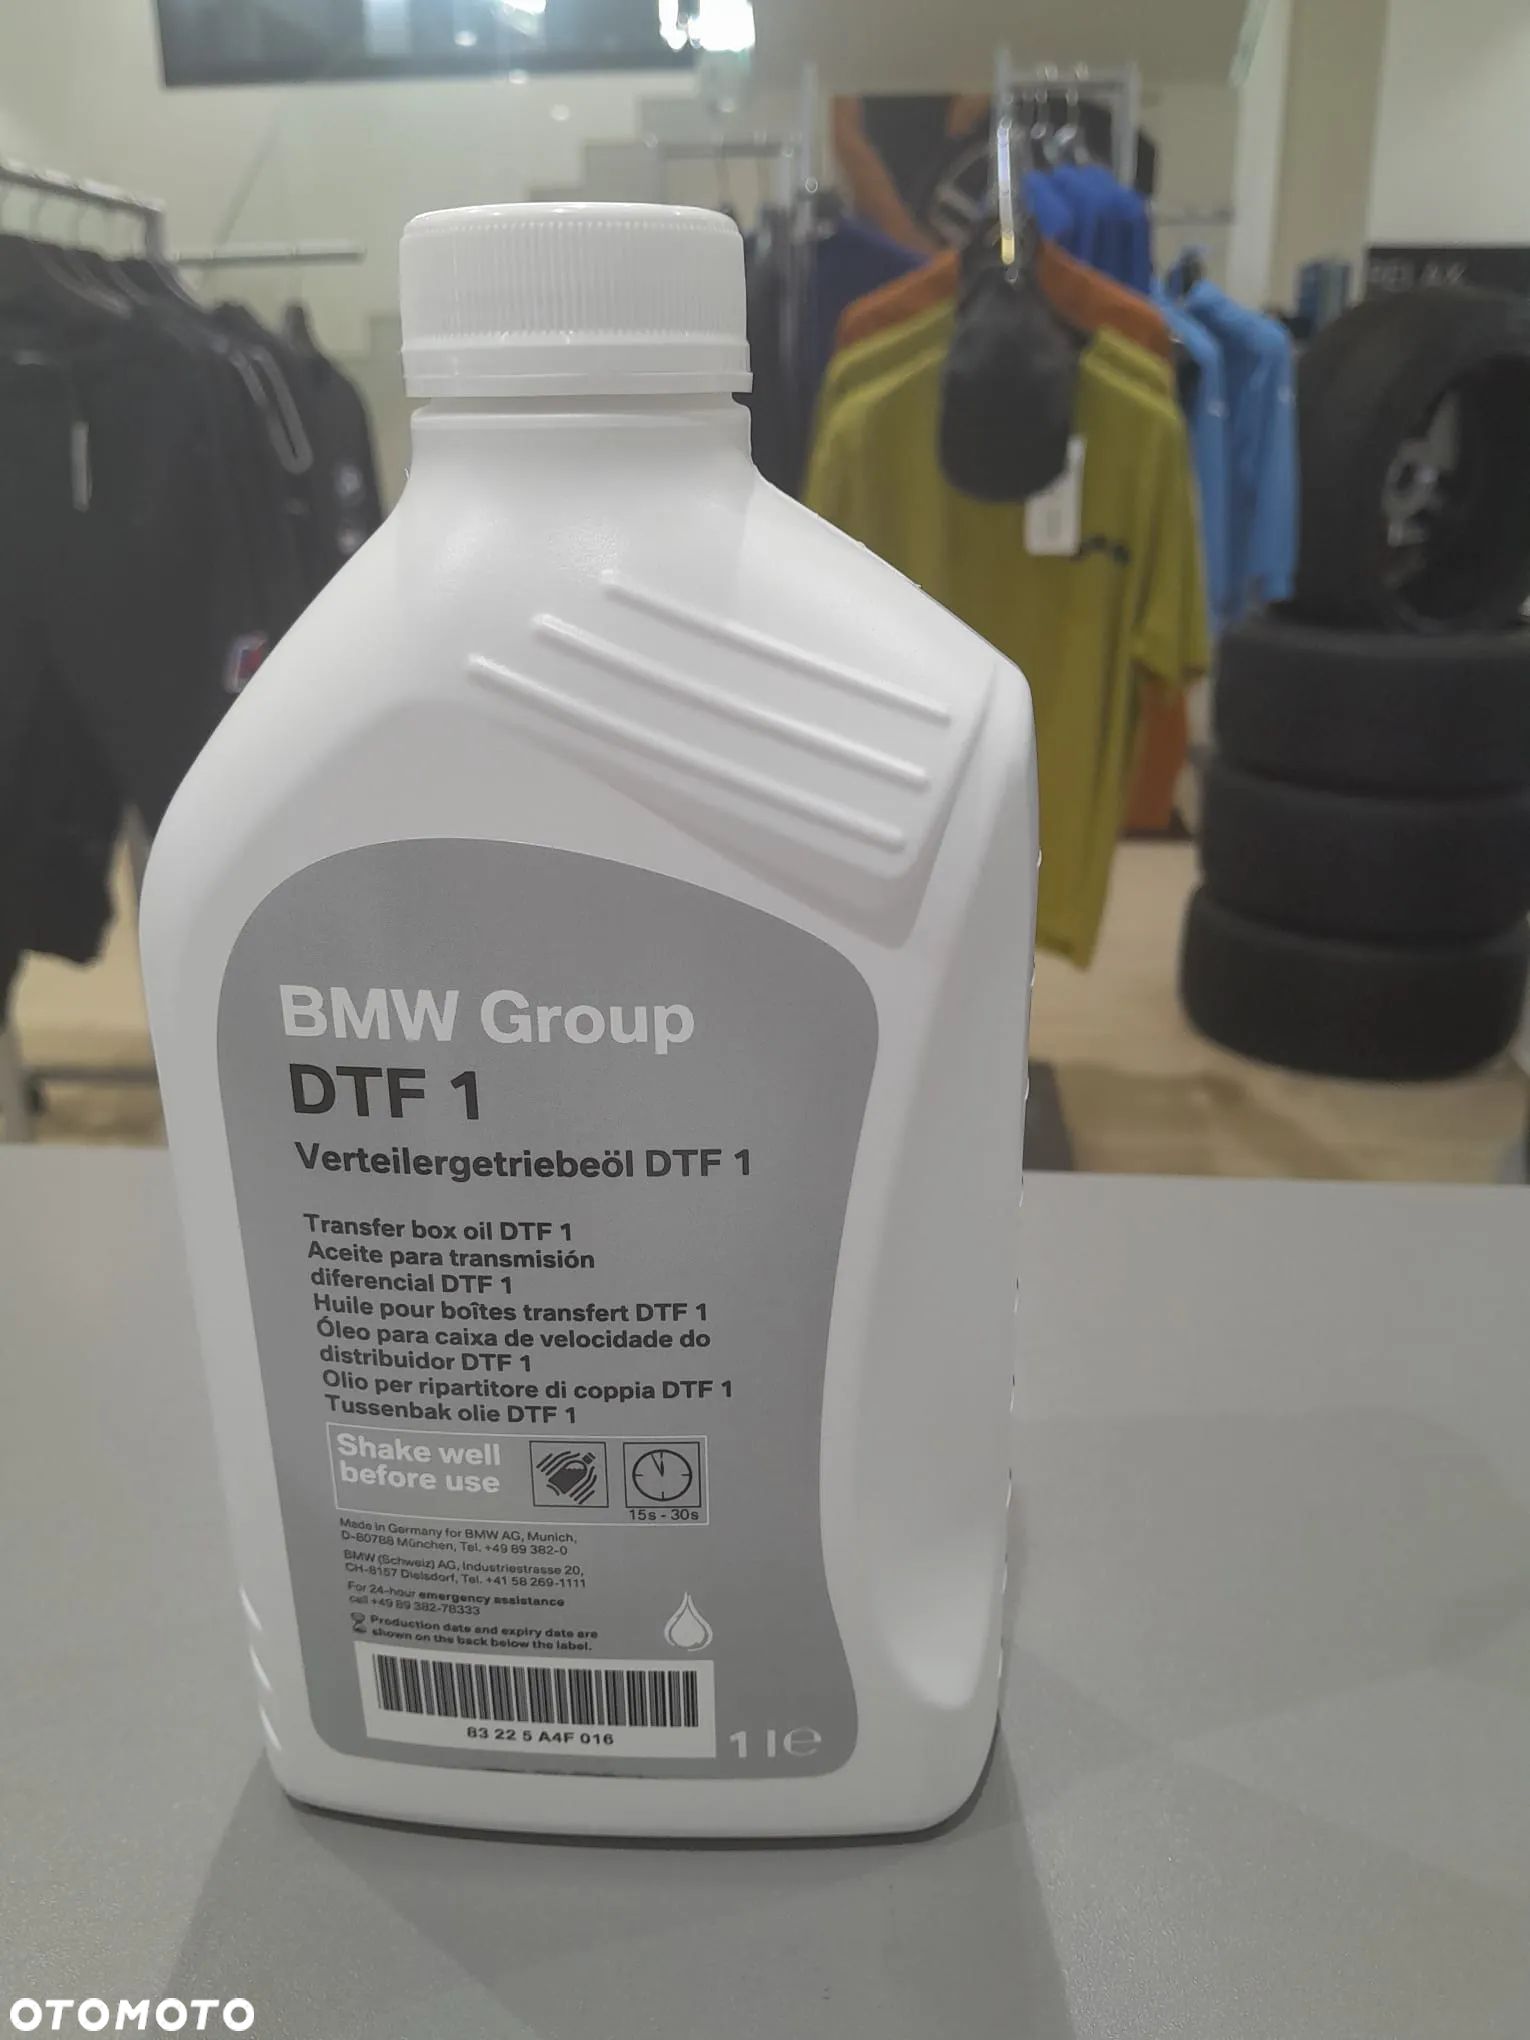 RELAX
BMW Group
DTF 1
Verteilergetriebeöl DTF 1
Transfer box oil DTF 1
Aceite para transmisión
diferencial DTF 1
Huile pour boîtes transfert DTF 1
Óleo para caixa de velocidade do
distribuidor DTF 1
Olio per ripartitore di coppia DTF 1
Tussenbak olie DTF 1
Shake well
before use
15s - 30s
Made in Germany for BMW AG, Munich,
D-80788 München, Tel. +49 89 382-0
BMW (Schweiz) AG, Industriestrasse 20,
CH-8157 Dielsdorf, Tel. +41 58 269-1111
For 24-hour emergency assistance
call +49 89 382-78333
Production date and expiry date are
shown on the back below the label.
83 22 5 A4F 016
1 l e
OTOMOTO